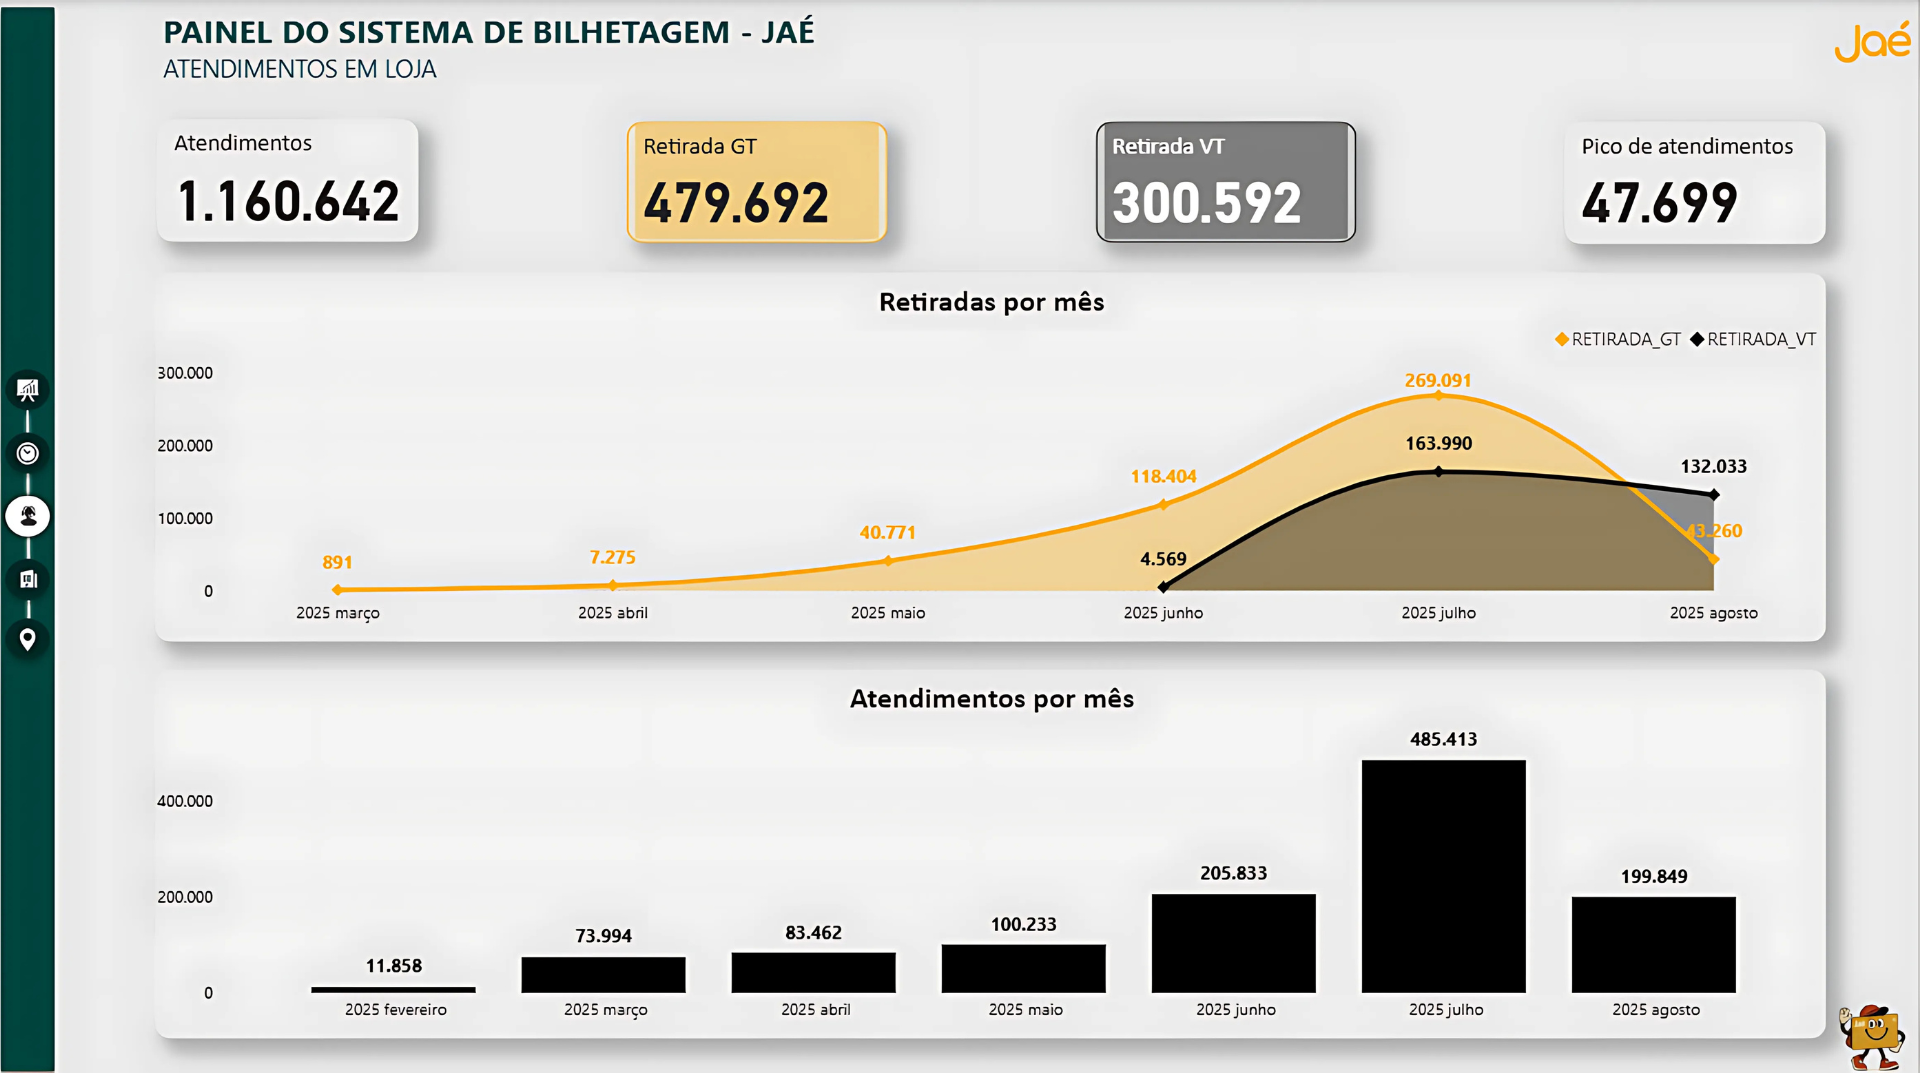 PAINEL DO SISTEMA DE BILHETAGEM - JAÉ
ATENDIMENTOS EM LOJA
Jaé
Atendimentos
1.160.642
Retirada GT
479.692
Retirada VT
300.592
Pico de atendimentos
47.699
Retiradas por mês
RETIRADA_GT RETIRADA_VT
300.000
200.000
100.000
0
891
7.275
40.771
118.404
269.091
43.260
4.569
163.990
132.033
2025 março
2025 abril
2025 maio
2025 junho
2025 julho
2025 agosto
Atendimentos por mês
400.000
200.000
0
11.858
73.994
83.462
100.233
205.833
485.413
199.849
2025 fevereiro
2025 março
2025 abril
2025 maio
2025 junho
2025 julho
2025 agosto